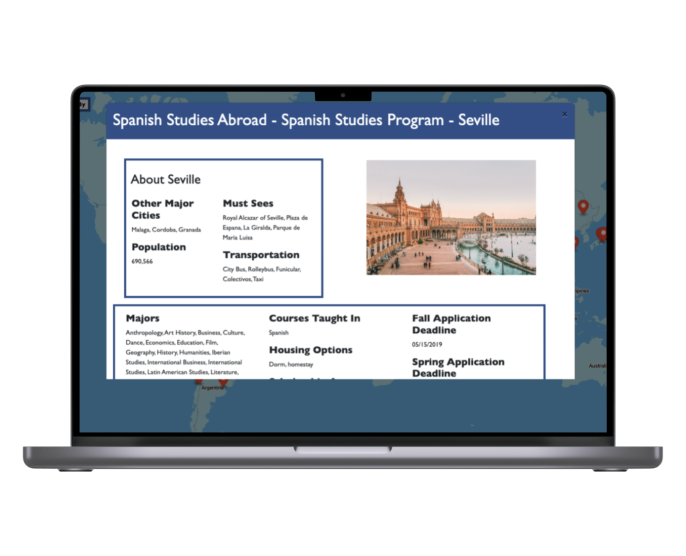 Spanish Studies Abroad - Spanish Studies Program - Seville
About Seville
Other Major
Cities
Malaga, Cordoba, Grenada
Population
690,566
Must Sees
Royal Alcazar of Seville, Plaza de
Espana, La Giralda, Parque de
Maria Luisa
Transportation
City Bus, Rolleybus, Funicular,
Colectivos, Taxi
Majors
Anthropology, Art History, Business, Culture,
Dance, Economics, Education, Film,
Geography, History, Humanities, Iberian
Studies, International Business, International
Studies, Latin American Studies, Literature,
Courses Taught In
Spanish
Housing Options
Dorm, homestay
Fall Application
Deadline
05/15/2019
Spring Application
Deadline
Argentina